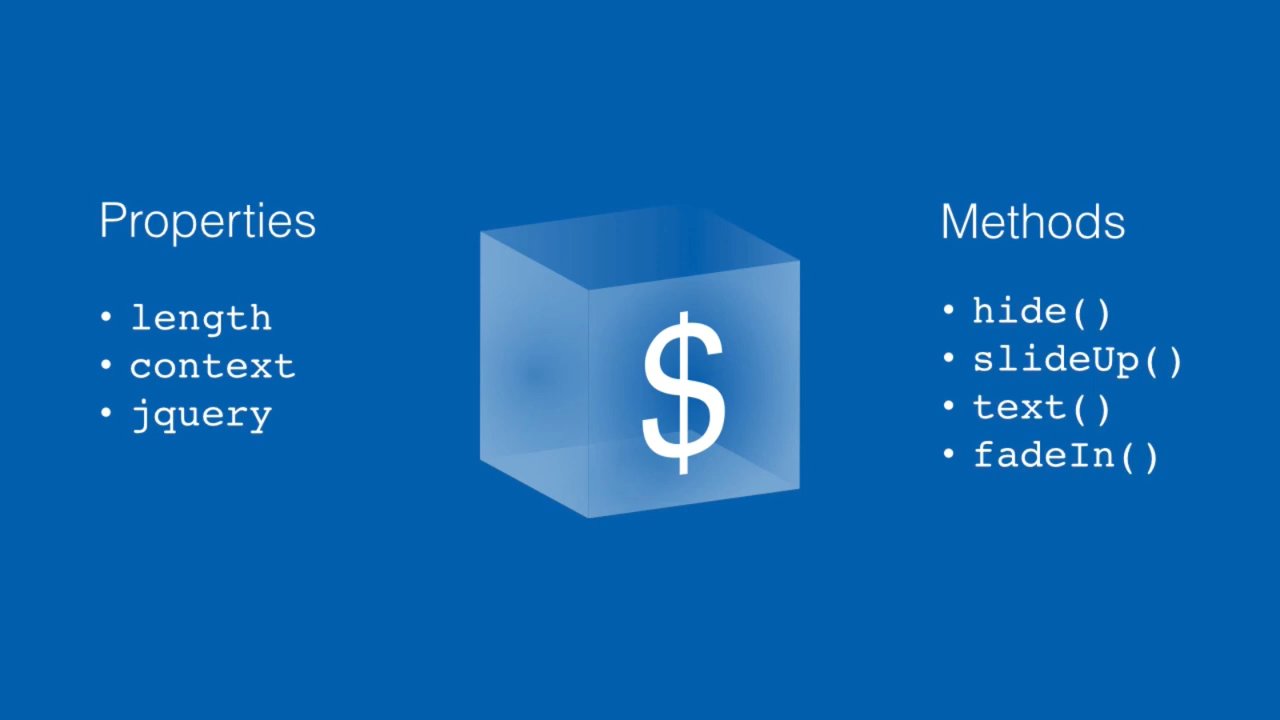 Properties
• length
• context
• jquery
$
Methods
• hide()
• slideUp()
• text()
• fadeIn()